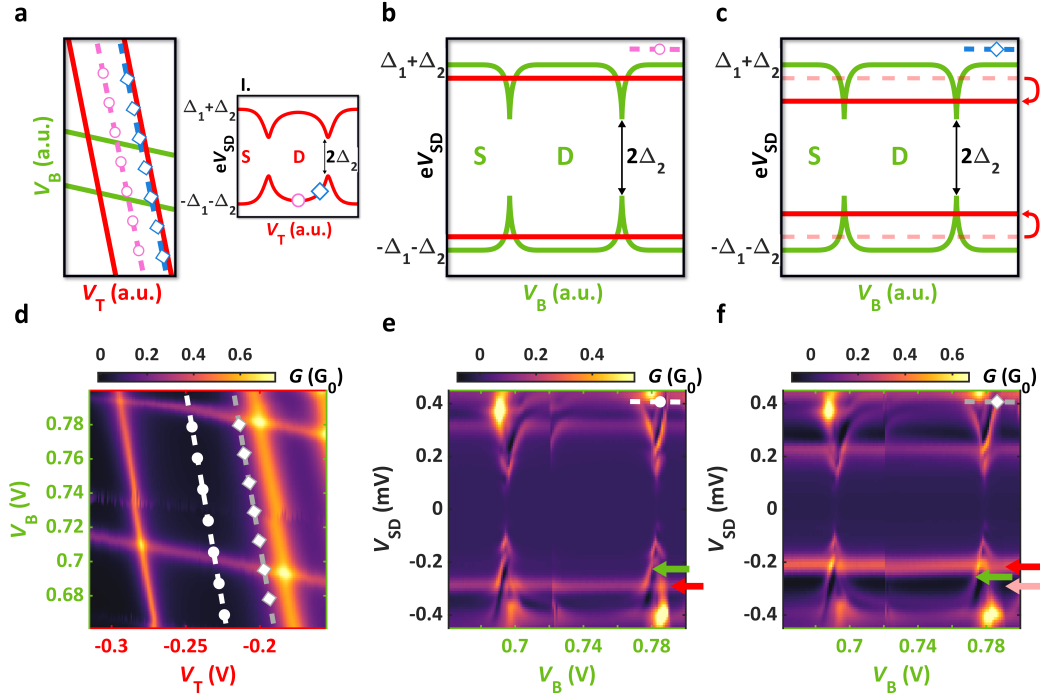 a
V_B (a.u.)
V_T (a.u.)
I.
Δ₁+Δ₂
eV_SD
-Δ₁-Δ₂
S
D
2Δ₂
V_T (a.u.)
b
Δ₁+Δ₂
eV_SD
-Δ₁-Δ₂
S
D
2Δ₂
V_B (a.u.)
c
Δ₁+Δ₂
eV_SD
-Δ₁-Δ₂
S
D
2Δ₂
V_B (a.u.)
d
0 0.2 0.4 0.6
G (G₀)
V_B (V)
0.78
0.76
0.74
0.72
0.7
0.68
-0.3 -0.25 -0.2
V_T (V)
e
0 0.2 0.4
G (G₀)
V_SD (mV)
0.4
0.2
0
-0.2
-0.4
0.7 0.74 0.78
V_B (V)
f
0 0.2 0.4 0.6
G (G₀)
V_SD (mV)
0.4
0.2
0
-0.2
-0.4
0.7 0.74 0.78
V_B (V)